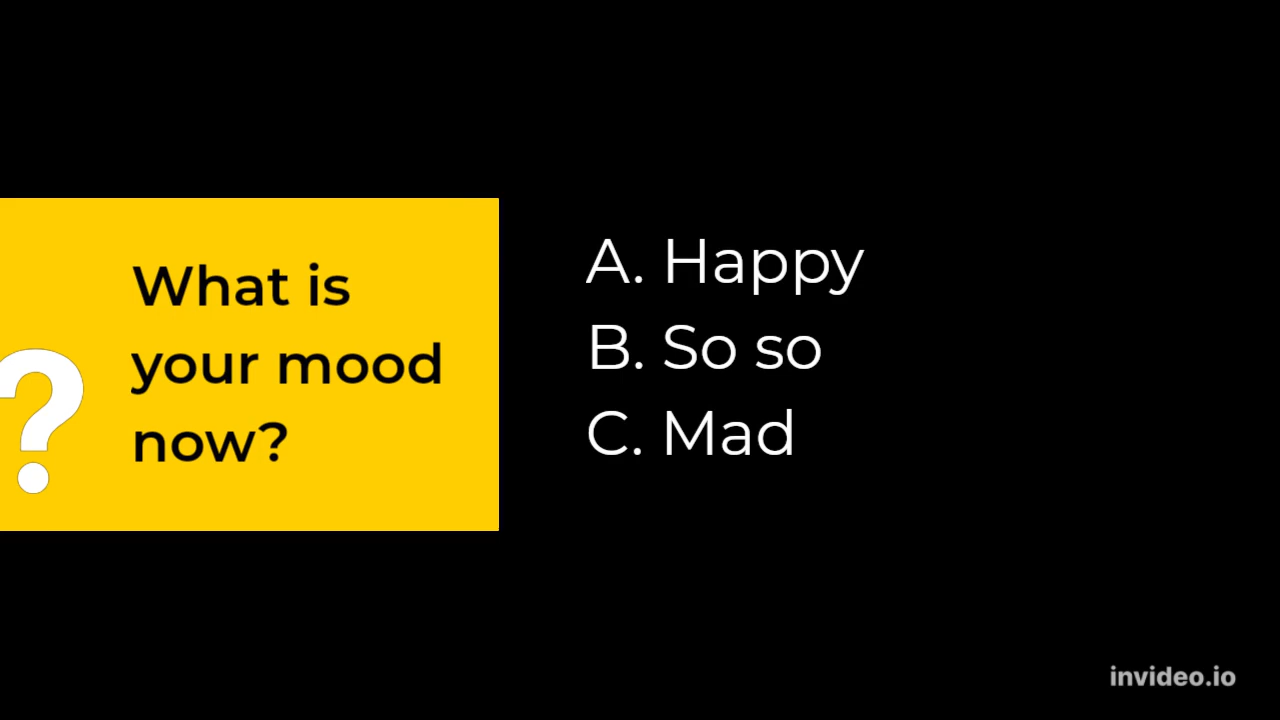 What is
your mood
now?
?
A. Happy
B. So so
C. Mad
invideo.io